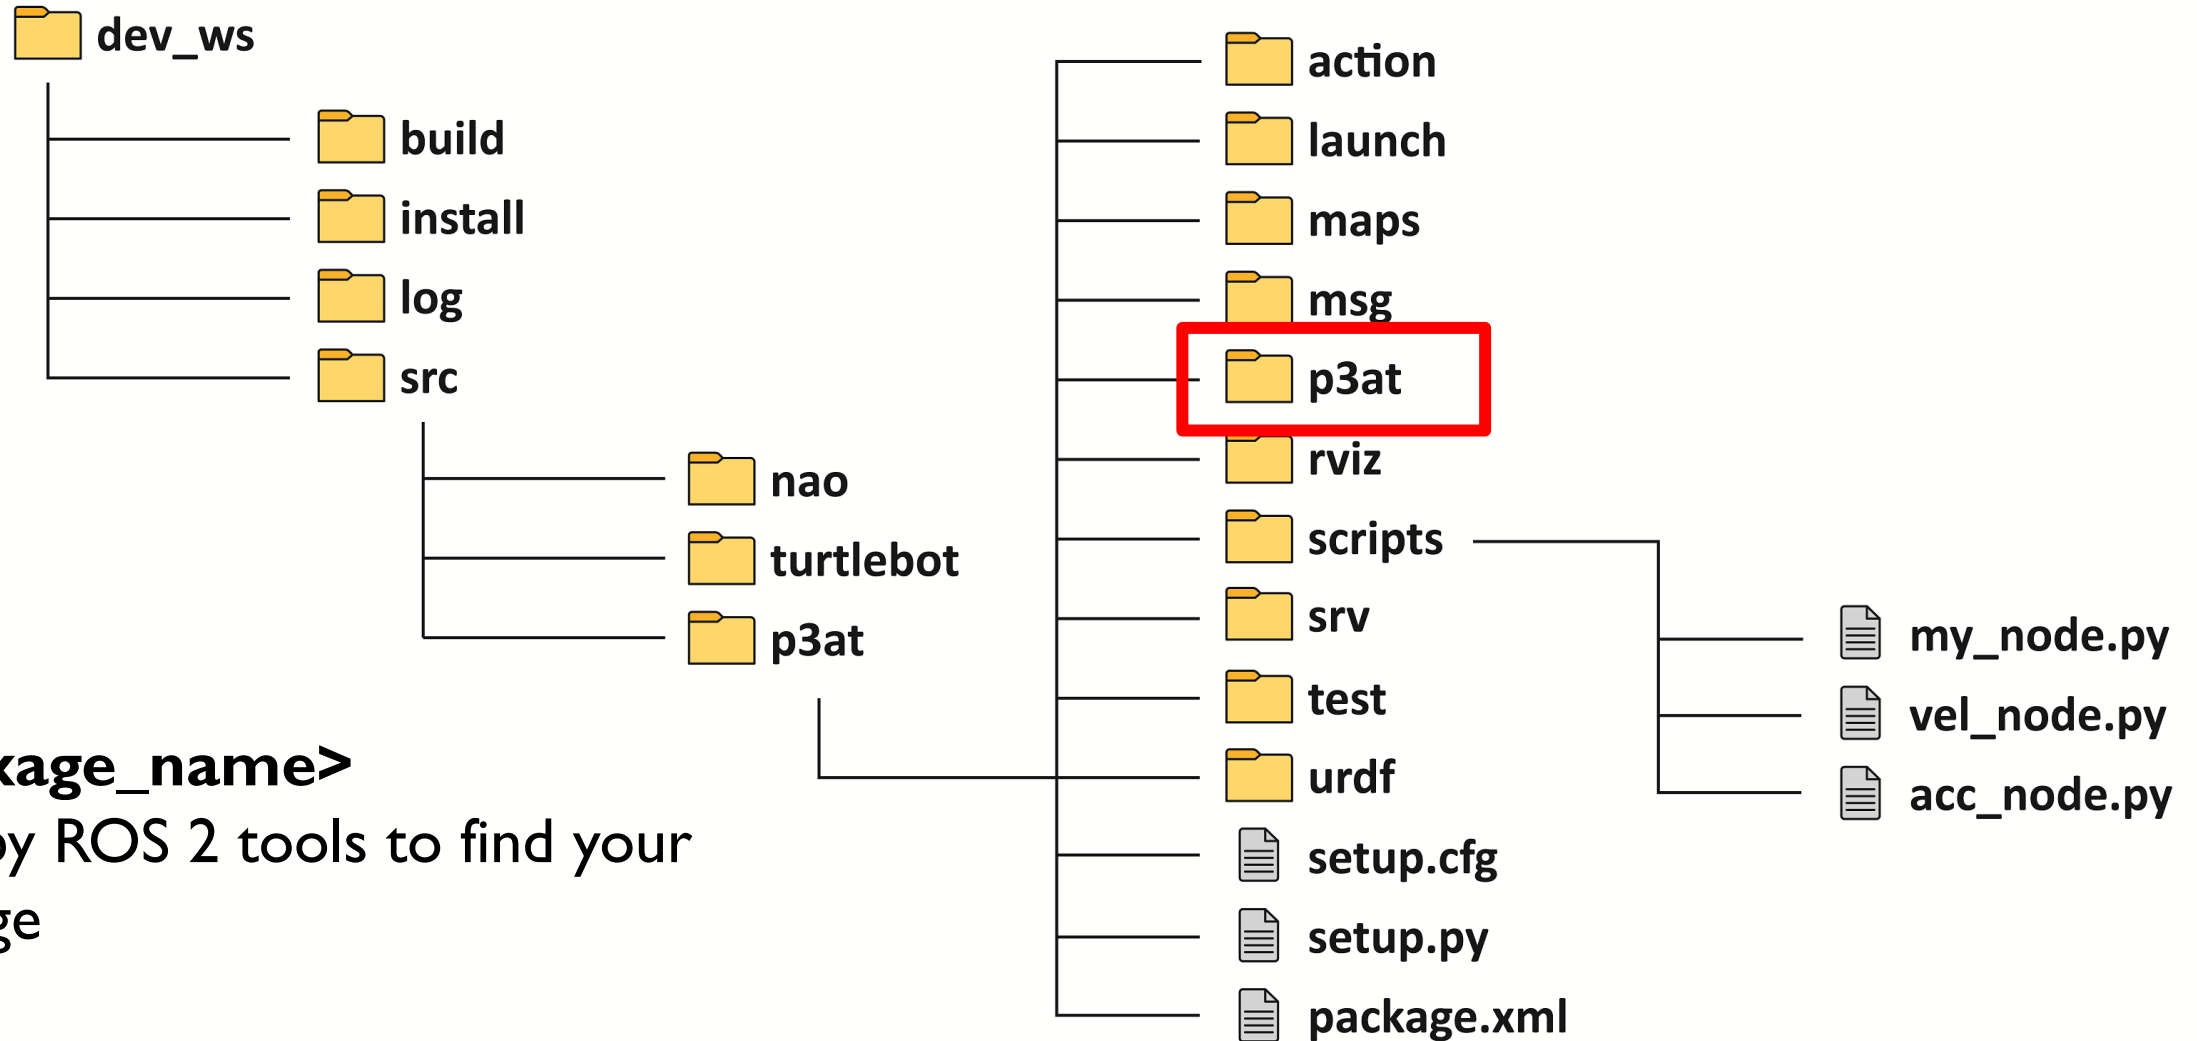 dev_ws
build
install
log
src
nao
turtlebot
p3at
action
launch
maps
msg
p3at
rviz
scripts
srv
test
urdf
setup.cfg
setup.py
package.xml
my_node.py
vel_node.py
acc_node.py
kage_name>
by ROS 2 tools to find your
ge